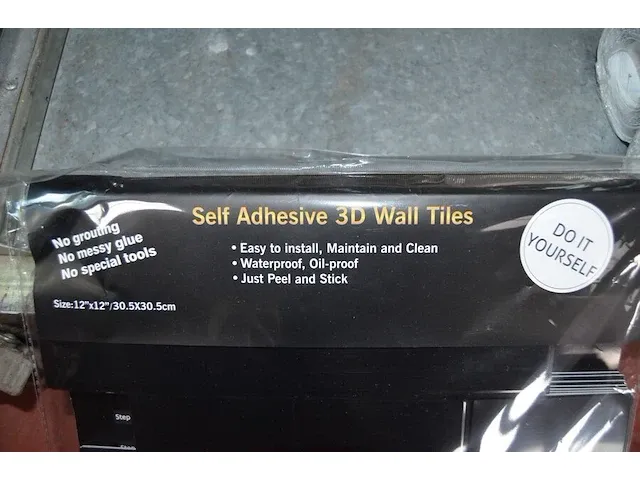 Self Adhesive 3D Wall Tiles
No grouting
No messy glue
No special tools
• Easy to install, Maintain and Clean
• Waterproof, Oil-proof
• Just Peel and Stick
DO IT
YOURSELF
Size:12"x12"/30.5X30.5cm
Step